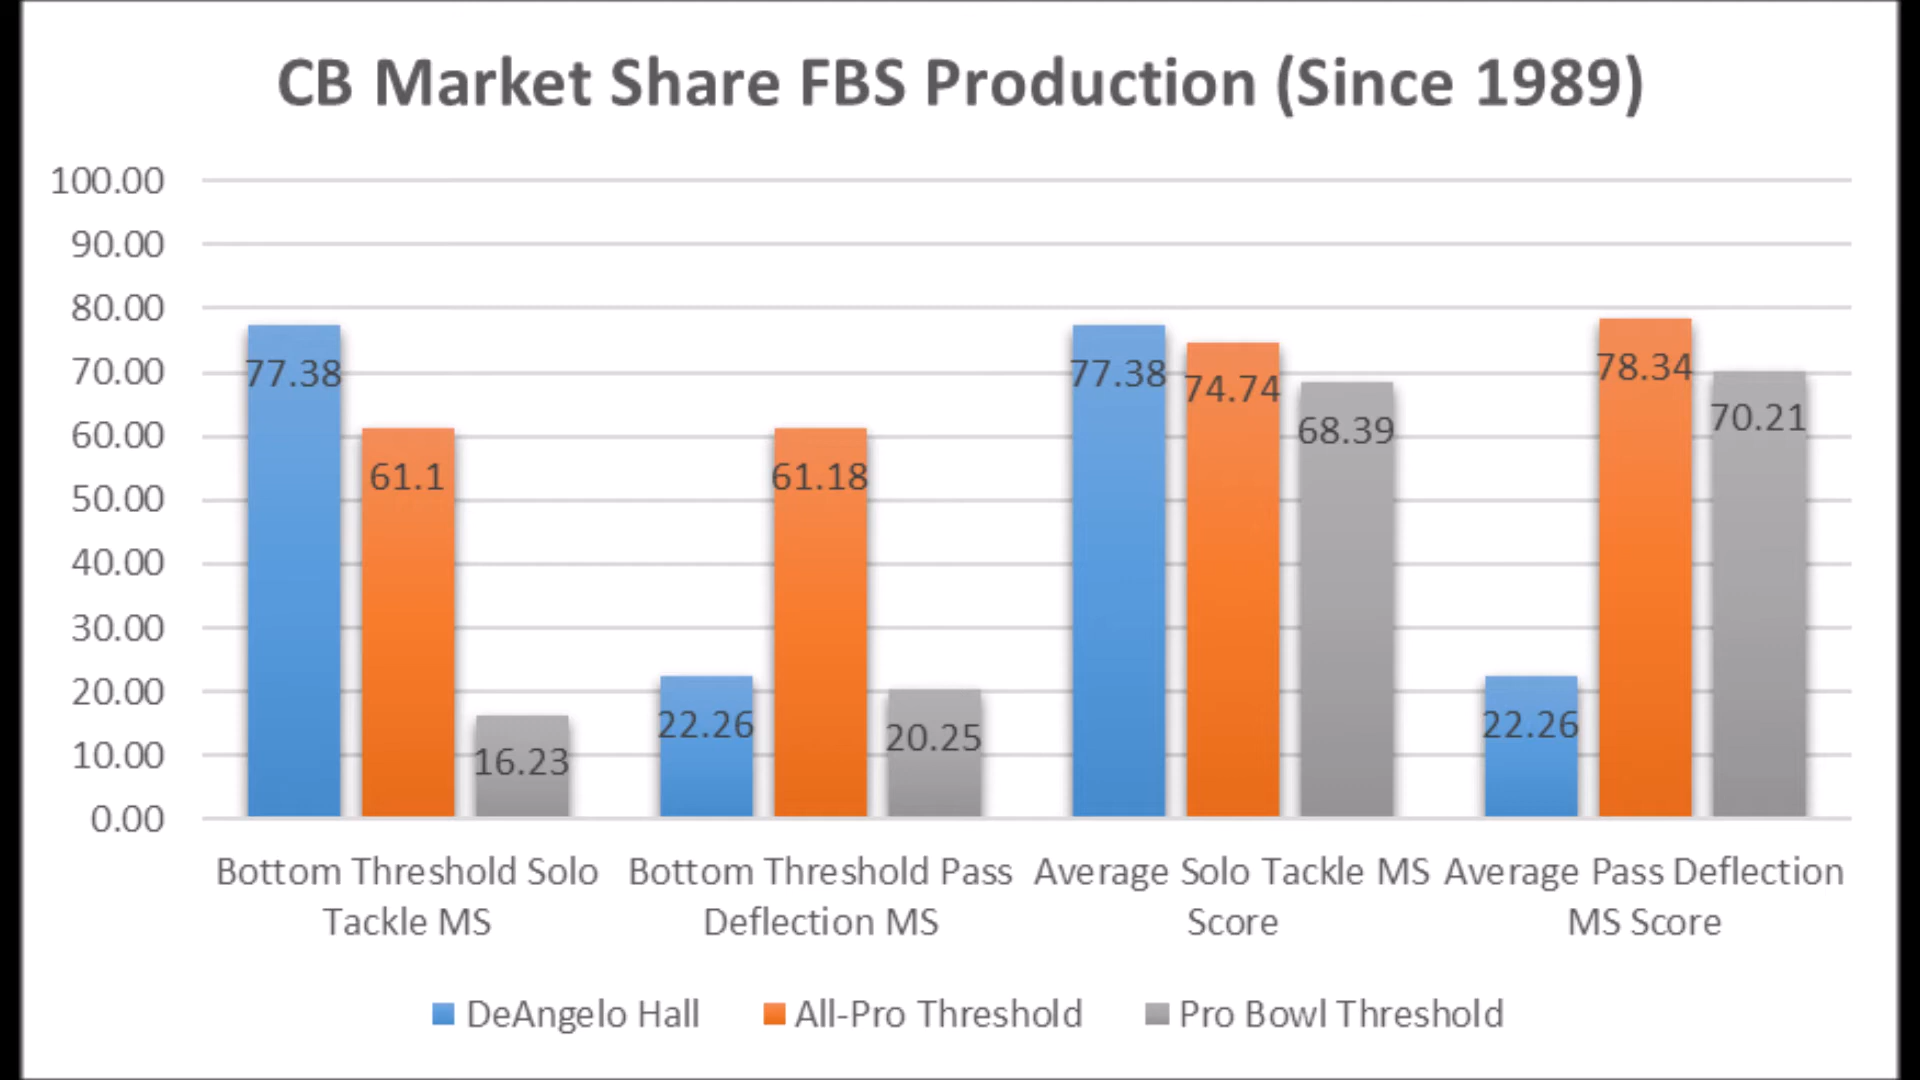 CB Market Share FBS Production (Since 1989)
100.00
90.00
80.00
70.00
60.00
50.00
40.00
30.00
20.00
10.00
0.00
77.38
61.1
16.23
22.26
61.18
20.25
77.38
74.74
68.39
22.26
78.34
70.21
Bottom Threshold Solo
Tackle MS
Bottom Threshold Pass
Deflection MS
Average Solo Tackle MS
Score
Average Pass Deflection
MS Score
DeAngelo Hall
All-Pro Threshold
Pro Bowl Threshold